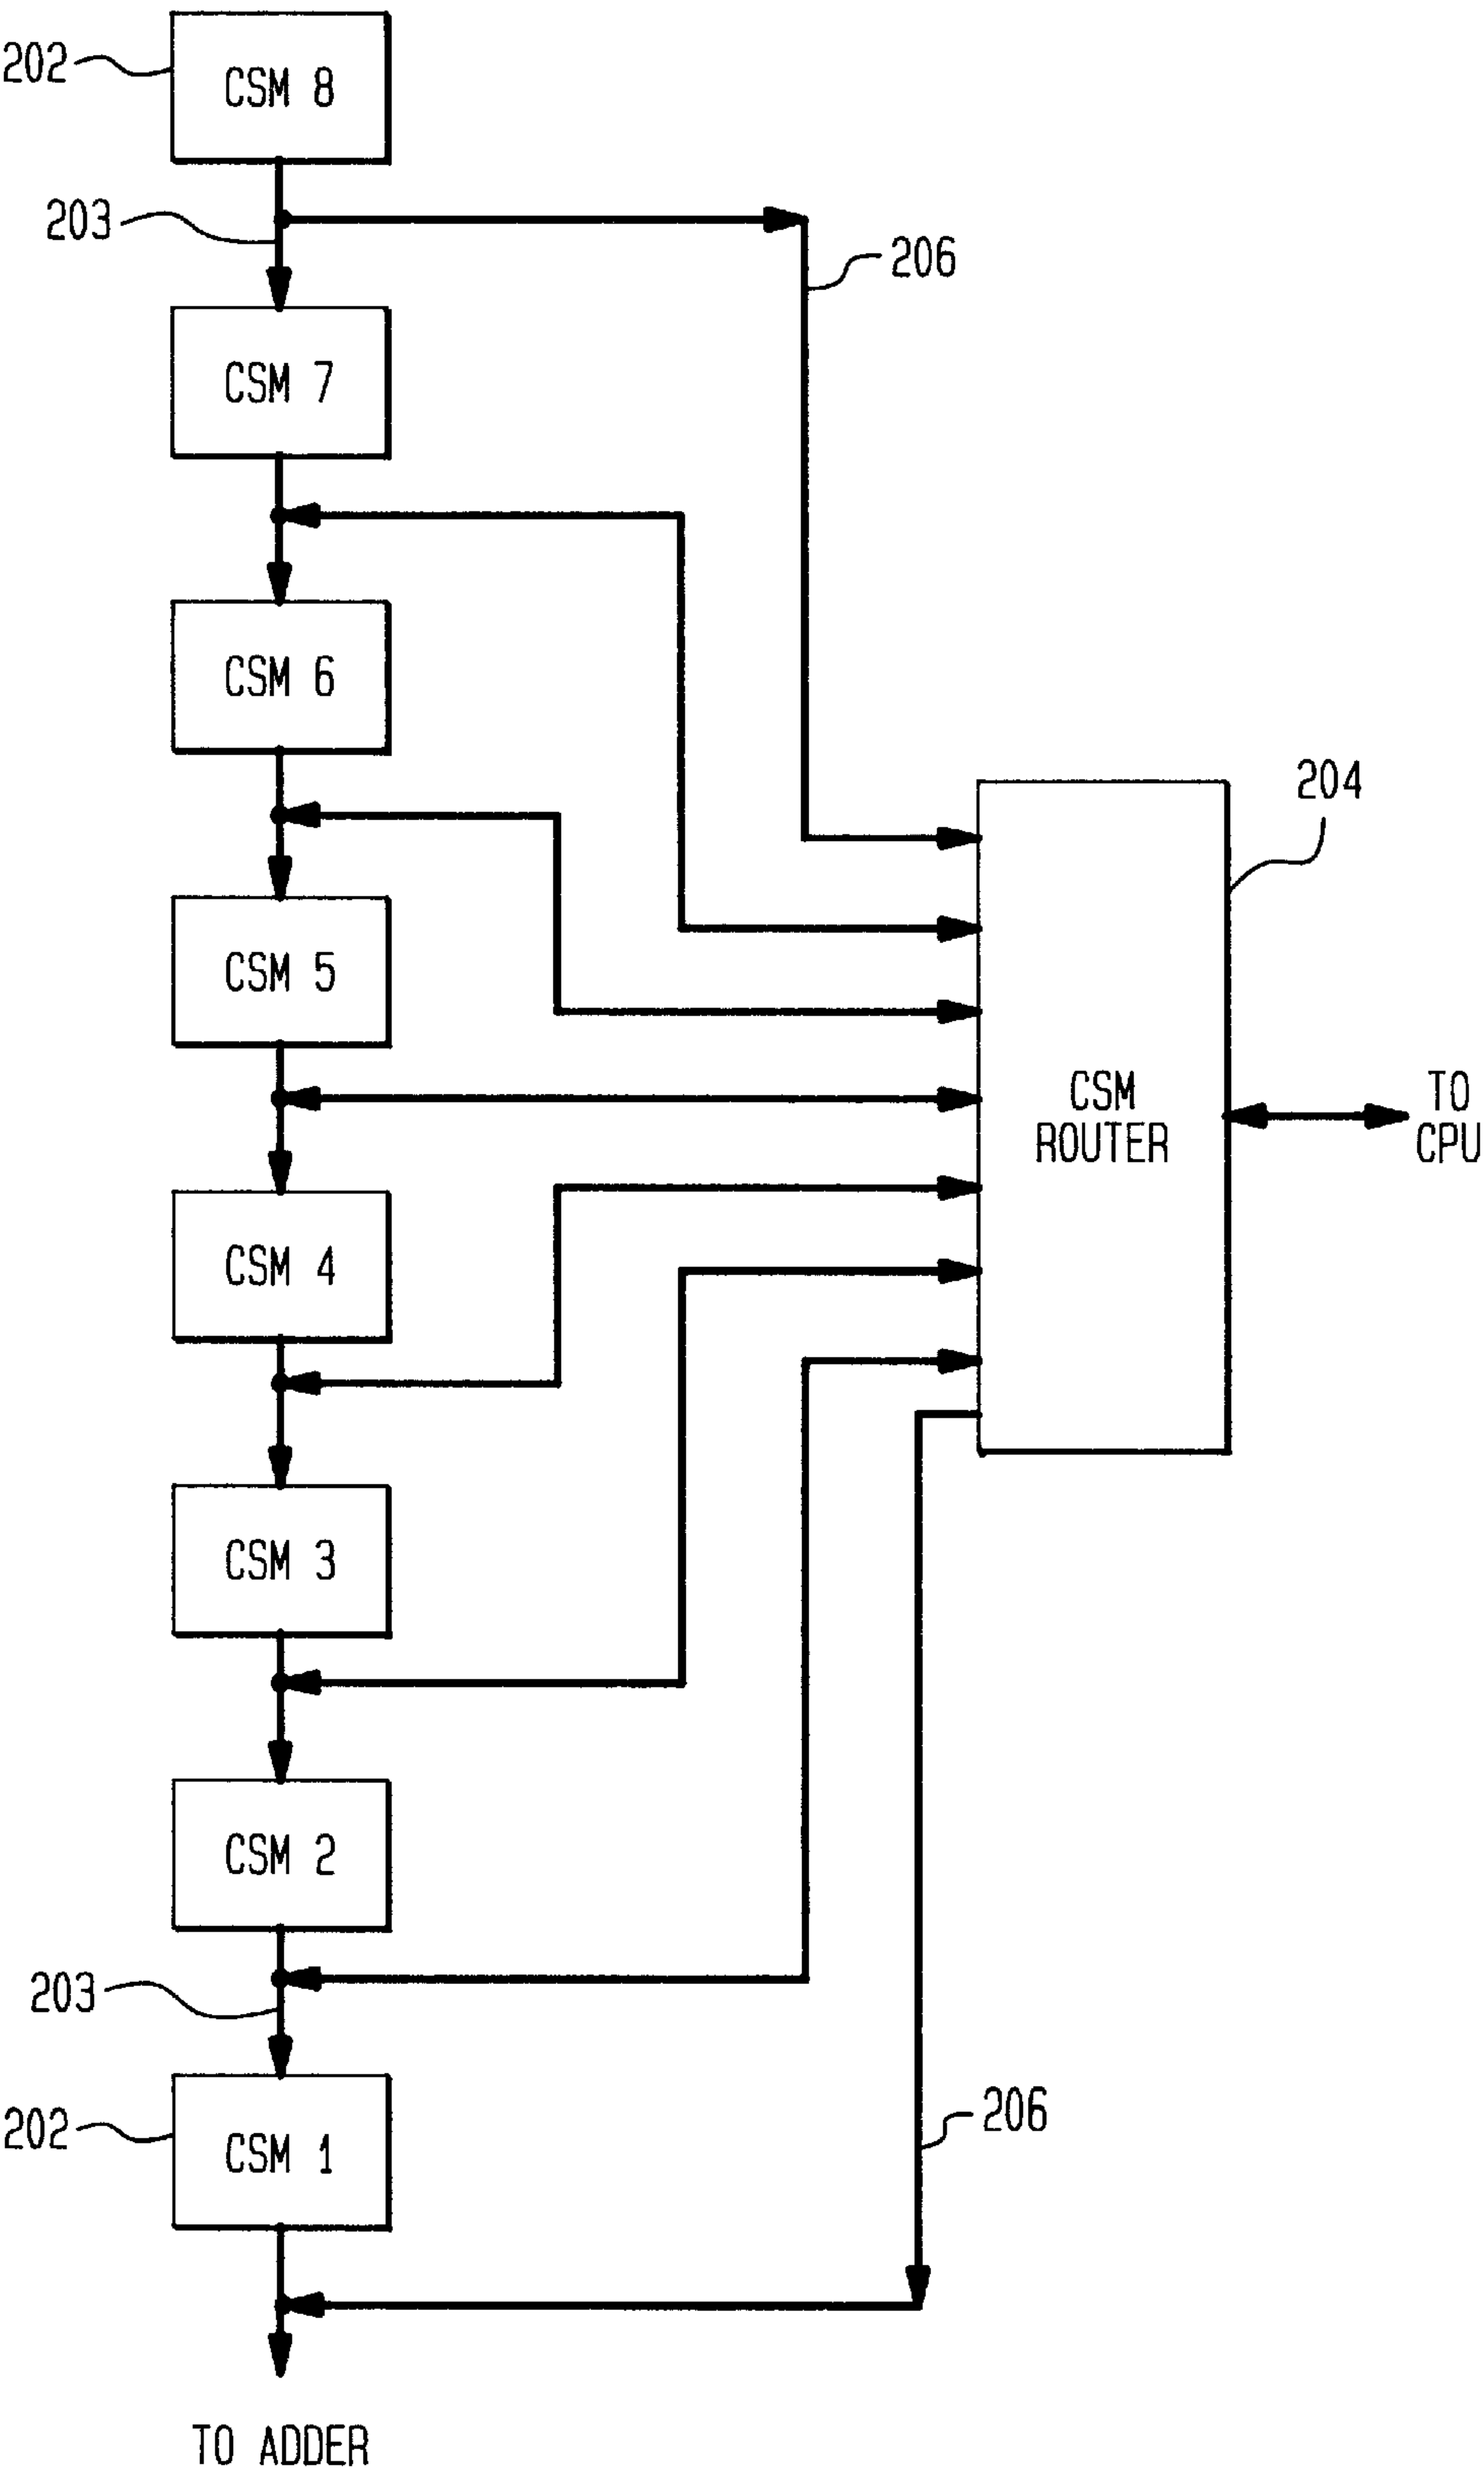 202
CSM 8
203
206
CSM 7
CSM 6
204
CSM 5
CSM
ROUTER
TO
CPU
CSM 4
CSM 3
CSM 2
203
202
CSM 1
206
TO ADDER